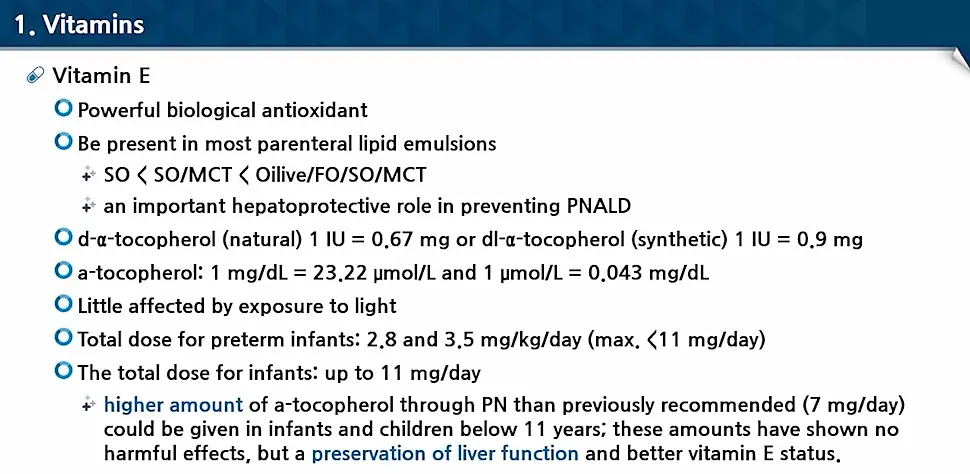 1. Vitamins
Vitamin E
Powerful biological antioxidant
Be present in most parenteral lipid emulsions
SO < SO/MCT < Oilive/FO/SO/MCT
an important hepatoprotective role in preventing PNALD
d-α-tocopherol (natural) 1 IU = 0.67 mg or dl-α-tocopherol (synthetic) 1 IU = 0.9 mg
a-tocopherol: 1 mg/dL = 23.22 μmol/L and 1 μmol/L = 0.043 mg/dL
Little affected by exposure to light
Total dose for preterm infants: 2.8 and 3.5 mg/kg/day (max. <11 mg/day)
The total dose for infants: up to 11 mg/day
higher amount of a-tocopherol through PN than previously recommended (7 mg/day)
could be given in infants and children below 11 years; these amounts have shown no
harmful effects, but a preservation of liver function and better vitamin E status.